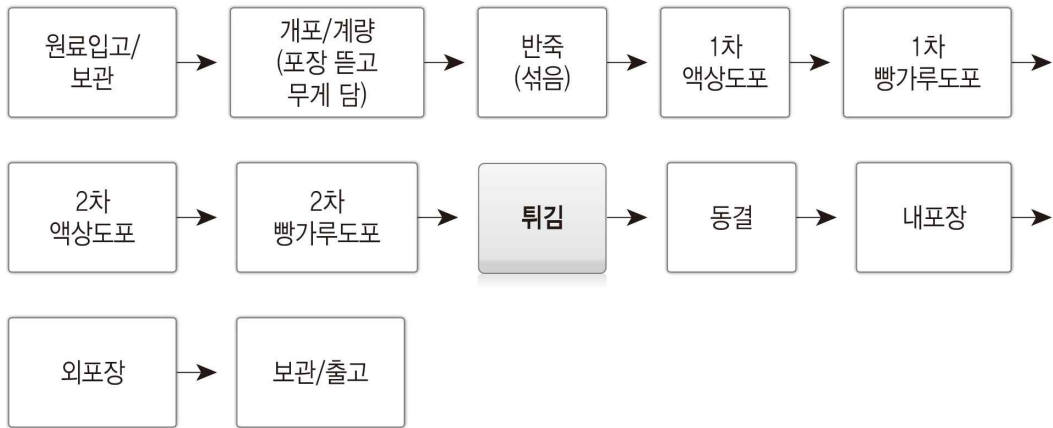 원료입고/
보관
개포/계량
(포장 뜯고
무게 담)
반죽
(섞음)
1차
액상도포
1차
빵가루도포
2차
액상도포
2차
빵가루도포
튀김
동결
내포장
외포장
보관/출고